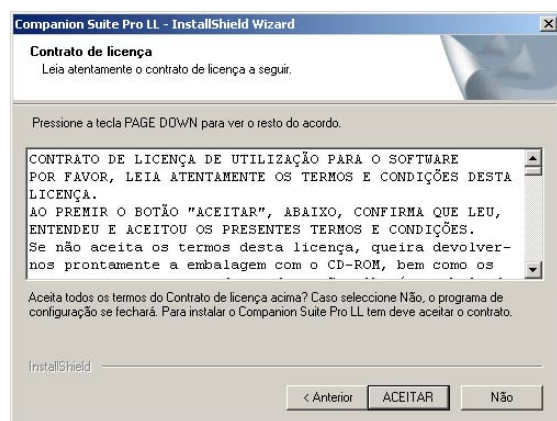 Companion Suite Pro LL - InstallShield Wizard
Contrato de licença
Leia atentamente o contrato de licença a seguir.
Pressione a tecla PAGE DOWN para ver o resto do acordo.
CONTRATO DE LICENÇA DE UTILIZAÇÃO PARA O SOFTWARE
POR FAVOR, LEIA ATENTAMENTE OS TERMOS E CONDIÇÕES DESTA
LICENÇA.
AO PREMIR O BOTÃO "ACEITAR", ABAIXO, CONFIRMA QUE LEU,
ENTENDEU E ACEITOU OS PRESENTES TERMOS E CONDIÇÕES.
Se não aceita os termos desta licença, queira devolver-
nos prontamente a embalagem com o CD-ROM, bem como os
Aceita todos os termos do Contrato de licença acima? Caso seleccione Não, o programa de
configuração se fechará. Para instalar o Companion Suite Pro LL tem deve aceitar o contrato.
InstallShield
< Anterior
ACEITAR
Não